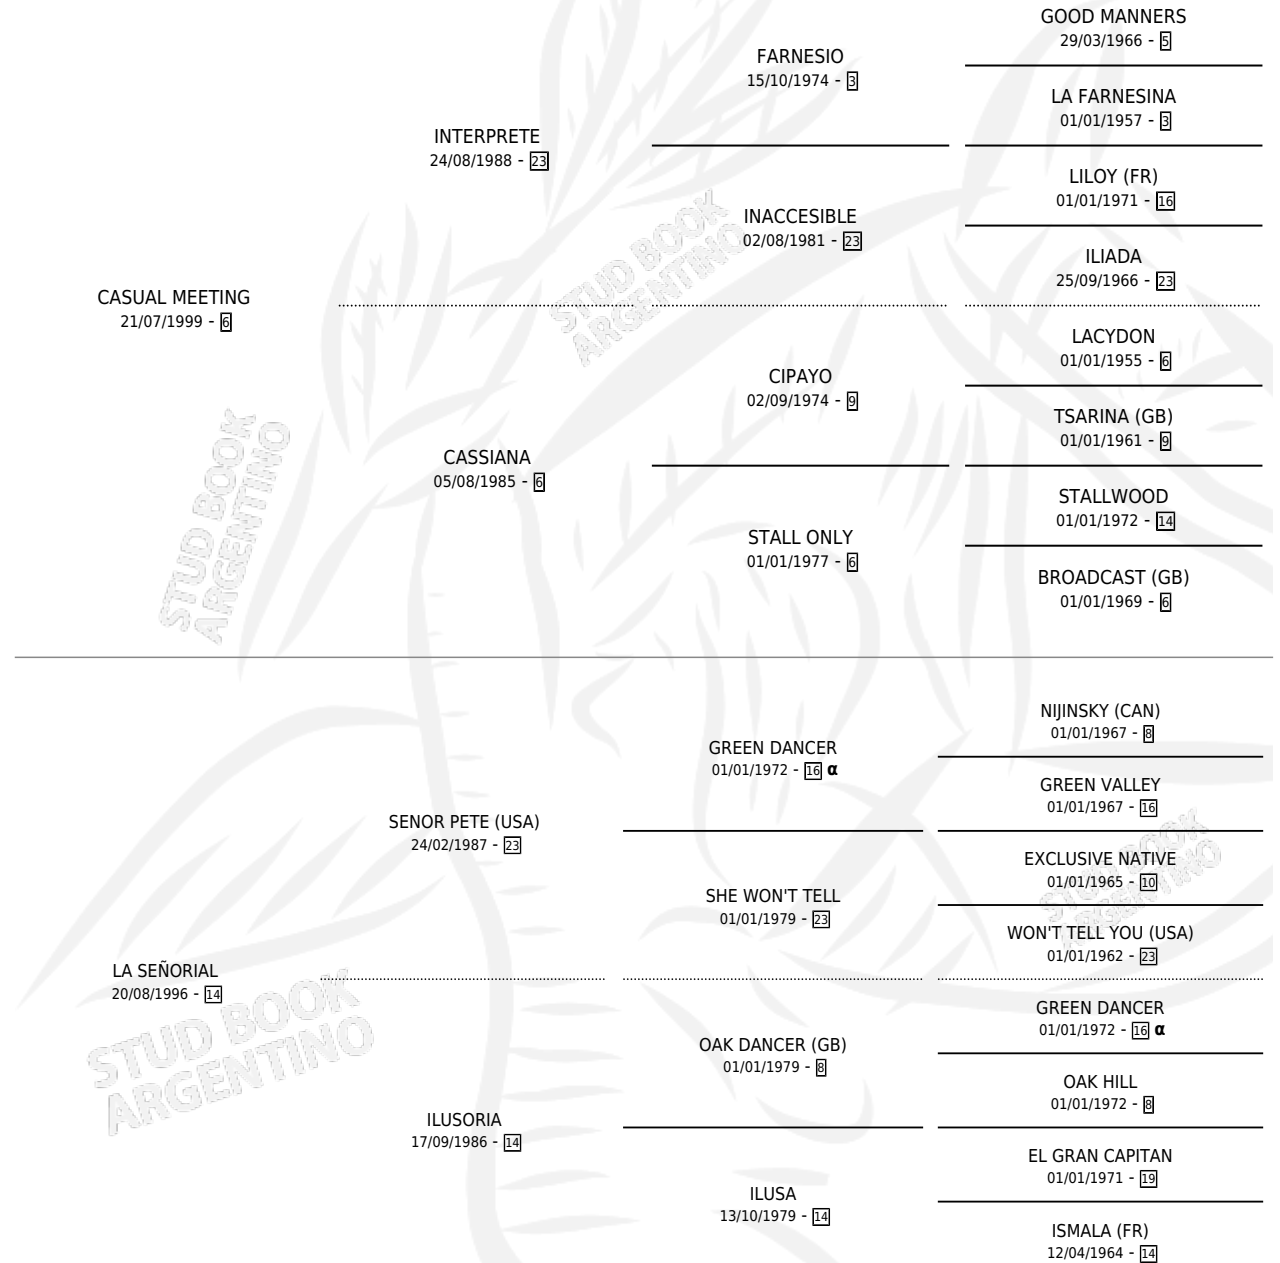 GOOD MANNERS
29/03/1966 - 5
FARNESIO
15/10/1974 - 3
LA FARNESINA
01/01/1957 - 3
INTERPRETE
24/08/1988 - 23
LILOY (FR)
01/01/1971 - 16
INACCESIBLE
02/08/1981 - 23
ILIADA
25/09/1966 - 23
CASUAL MEETING
21/07/1999 - 6
LACYDON
01/01/1955 - 6
CIPAYO
02/09/1974 - 9
TSARINA (GB)
01/01/1961 - 9
CASSIANA
05/08/1985 - 6
STALLWOOD
01/01/1972 - 14
STALL ONLY
01/01/1977 - 6
BROADCAST (GB)
01/01/1969 - 6
NIJINSKY (CAN)
01/01/1967 - 8
GREEN DANCER
01/01/1972 - 16 α
GREEN VALLEY
01/01/1967 - 16
SENOR PETE (USA)
24/02/1987 - 23
EXCLUSIVE NATIVE
01/01/1965 - 10
SHE WON'T TELL
01/01/1979 - 23
WON'T TELL YOU (USA)
01/01/1962 - 23
LA SEÑORIAL
20/08/1996 - 14
GREEN DANCER
01/01/1972 - 16 α
OAK DANCER (GB)
01/01/1979 - 8
OAK HILL
01/01/1972 - 8
ILUSORIA
17/09/1986 - 14
EL GRAN CAPITAN
01/01/1971 - 19
ILUSA
13/10/1979 - 14
ISMALA (FR)
12/04/1964 - 14
STUD BOOK
ARGENTINO
STUD BOOK
ARGENTINO
STUD BOOK
ARGENTINO
STUD BOOK
ARGENTINO